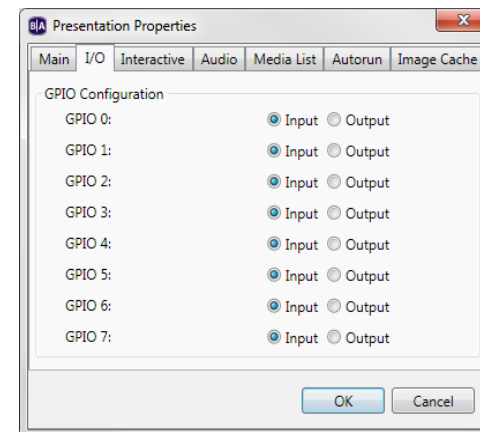 B|A Presentation Properties X
Main I/O Interactive Audio Media List Autorun Image Cache
GPIO Configuration
GPIO 0: Input Output
GPIO 1: Input Output
GPIO 2: Input Output
GPIO 3: Input Output
GPIO 4: Input Output
GPIO 5: Input Output
GPIO 6: Input Output
GPIO 7: Input Output
OK Cancel